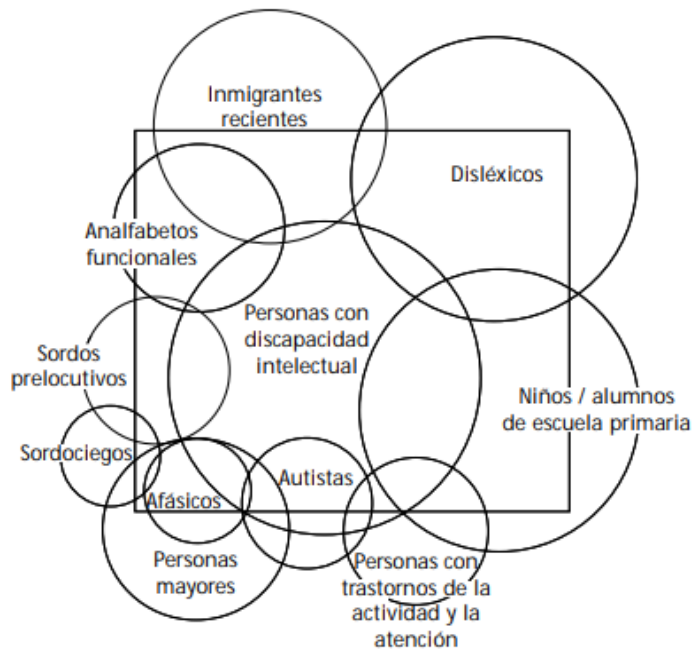 Inmigrantes
recientes
Disléxicos
Analfabetos
funcionales
Personas con
discapacidad
intelectual
Sordos
prelocutivos
Niños / alumnos
de escuela primaria
Sordociegos
Autistas
Afásicos
Personas
mayores
Personas con
trastornos de la
actividad y la
atención